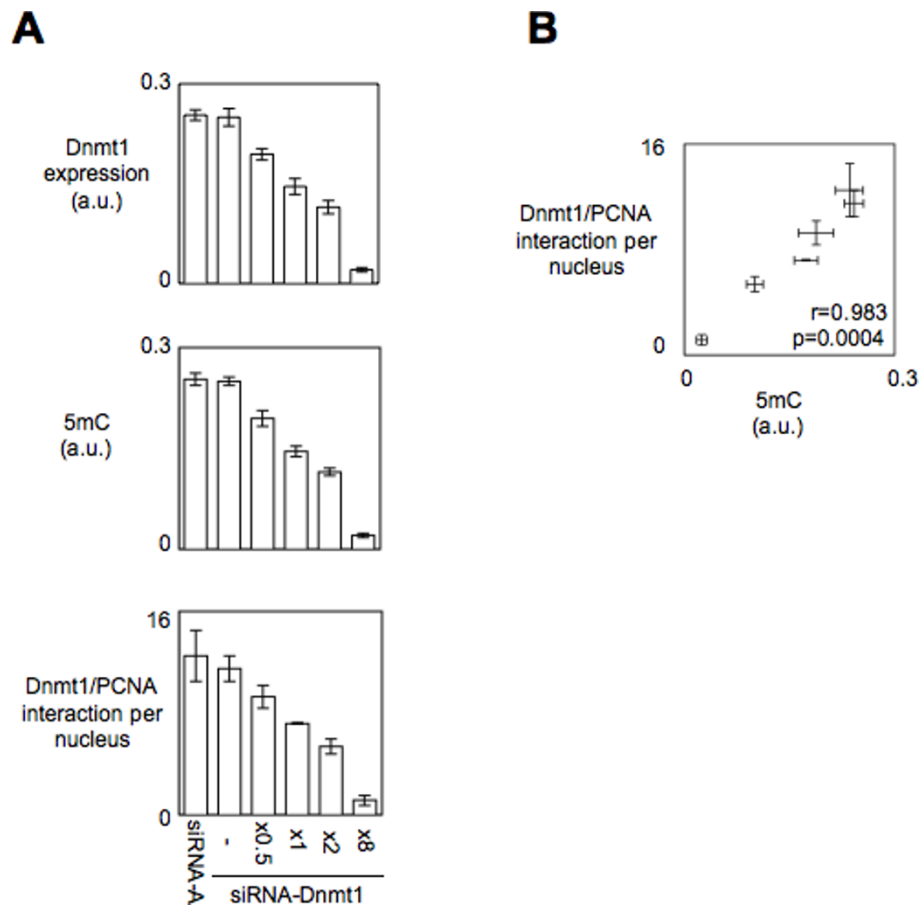 A
0.3
Dnmt1
expression
(a.u.)
0
0.3
5mC
(a.u.)
0
16
Dnmt1/PCNA
interaction per
nucleus
0
siRNA-A
-
x0.5
x1
x2
x8
siRNA-Dnmt1
B
16
Dnmt1/PCNA
interaction per
nucleus
r=0.983
p=0.0004
0
0
0.3
5mC
(a.u.)